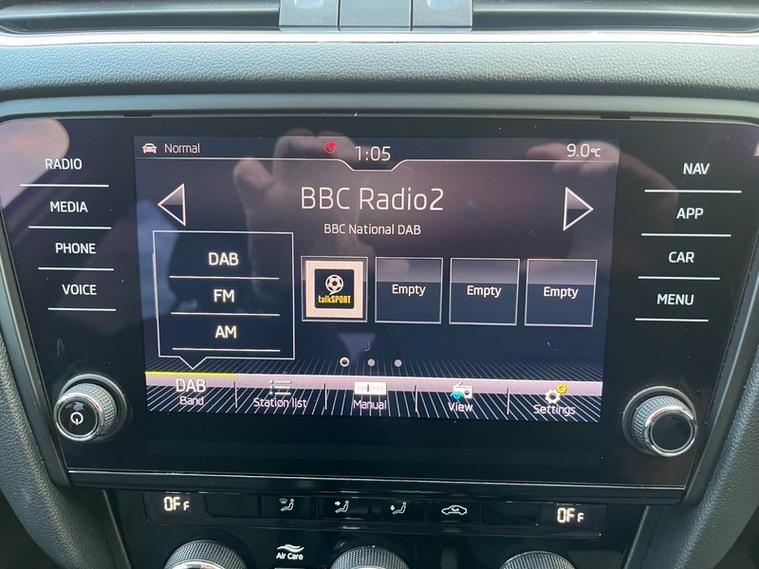 Normal
1:05
9.0°C
RADIO
MEDIA
PHONE
VOICE
BBC Radio2
BBC National DAB
DAB
FM
AM
talkSPORT
Empty
Empty
Empty
NAV
APP
CAR
MENU
DAB
Band
Station list
Manual
View
Settings
OFF
OFF
Air Care